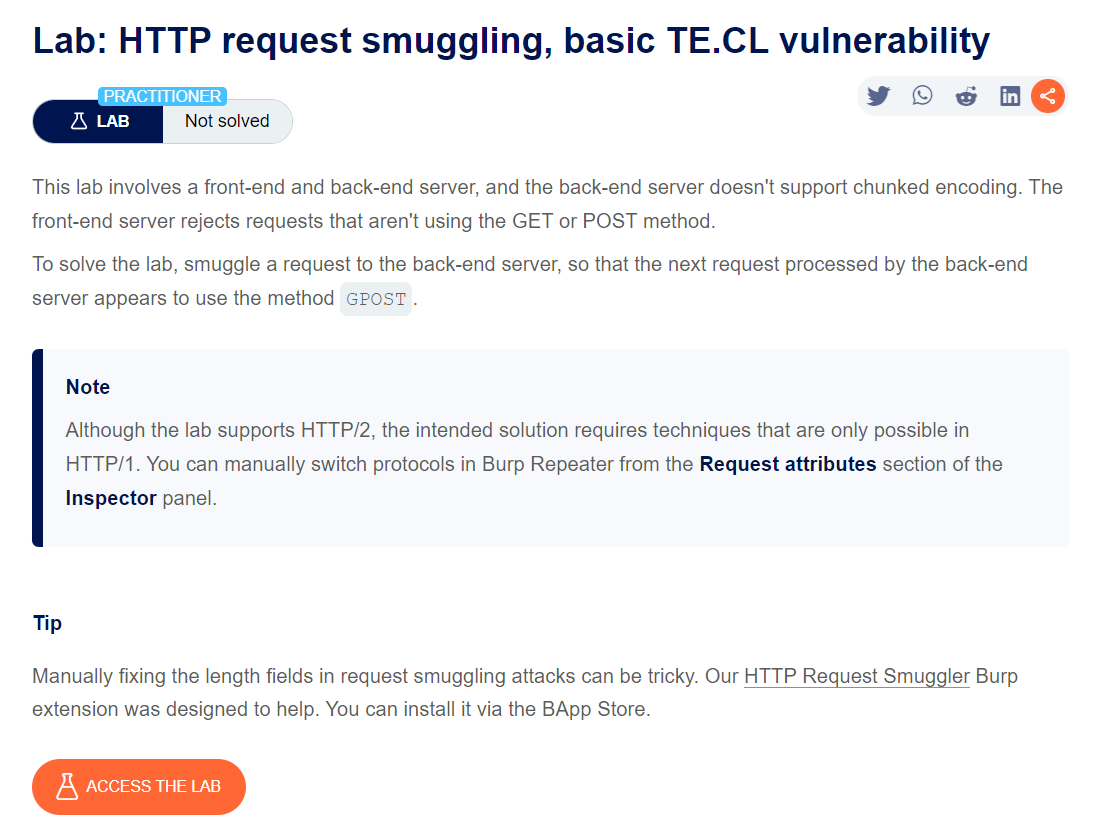 Lab: HTTP request smuggling, basic TE.CL vulnerability
PRACTITIONER
LAB
Not solved
This lab involves a front-end and back-end server, and the back-end server doesn't support chunked encoding. The
front-end server rejects requests that aren't using the GET or POST method.
To solve the lab, smuggle a request to the back-end server, so that the next request processed by the back-end
server appears to use the method GPOST.
Note
Although the lab supports HTTP/2, the intended solution requires techniques that are only possible in
HTTP/1. You can manually switch protocols in Burp Repeater from the Request attributes section of the
Inspector panel.
Tip
Manually fixing the length fields in request smuggling attacks can be tricky. Our HTTP Request Smuggler Burp
extension was designed to help. You can install it via the BApp Store.
ACCESS THE LAB